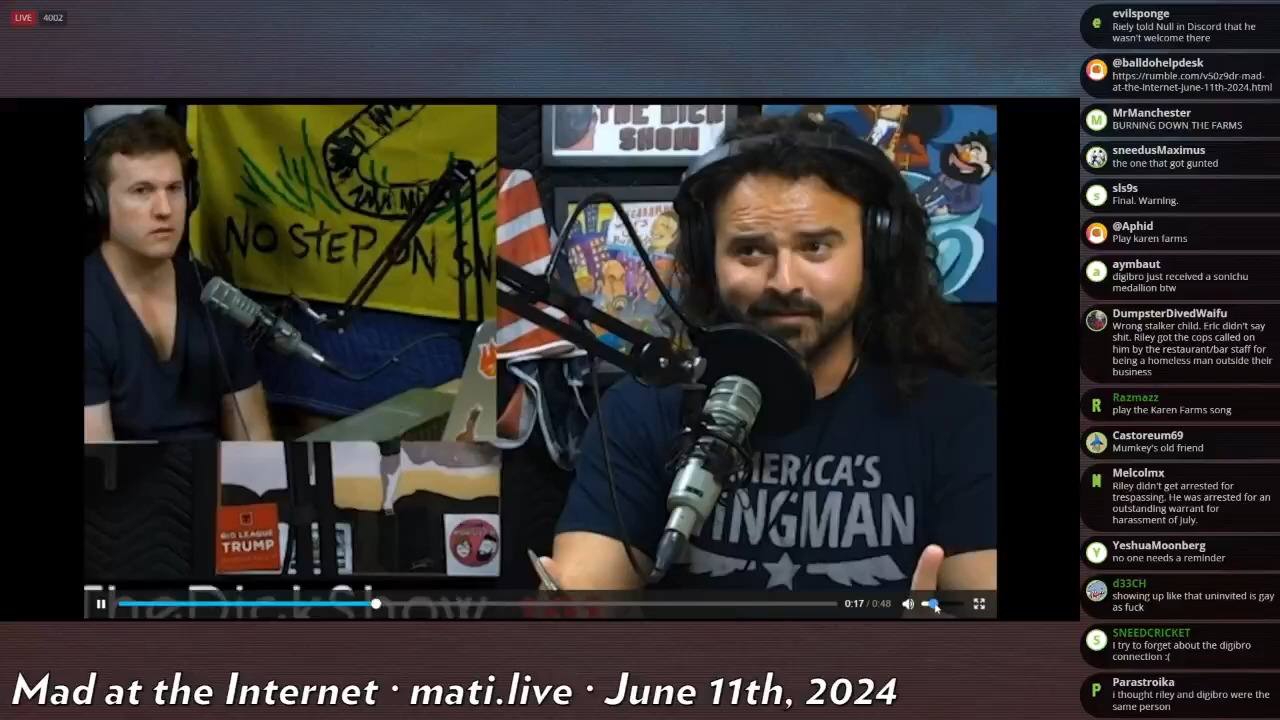 LIVE 4002
THE DICK
SHOW
NO STEP ON SN
MERICA'S
INGMAN
BIG LEAGUE
TRUMP
TheDickShow
0:17 / 0:48
Mad at the Internet · mati.live · June 11th, 2024
evilsponge
Riely told Null in Discord that he
wasn't welcome there
@balldohelpdesk
https://rumble.com/v50z9dr-mad-
at-the-internet-june-11th-2024.html
MrManchester
BURNING DOWN THE FARMS
sneedusMaximus
the one that got gunted
sls9s
Final. Warning.
@Aphid
Play karen farms
aymbaut
digibro just received a sonichu
medallion btw
DumpsterDivedWaifu
Wrong stalker child. Eric didn't say
shit. Riley got the cops called on
him by the restaurant/bar staff for
being a homeless man outside their
business
Razmazz
play the Karen Farms song
Castoreum69
Mumkey's old friend
Melcolmx
Riley didn't get arrested for
trespassing. He was arrested for an
outstanding warrant for
harassment of July.
YeshuaMoonberg
no one needs a reminder
d33CH
showing up like that uninvited is gay
as fuck
SNEEDCRICKET
I try to forget about the digibro
connection :(
Parastroika
i thought riley and digibro were the
same person